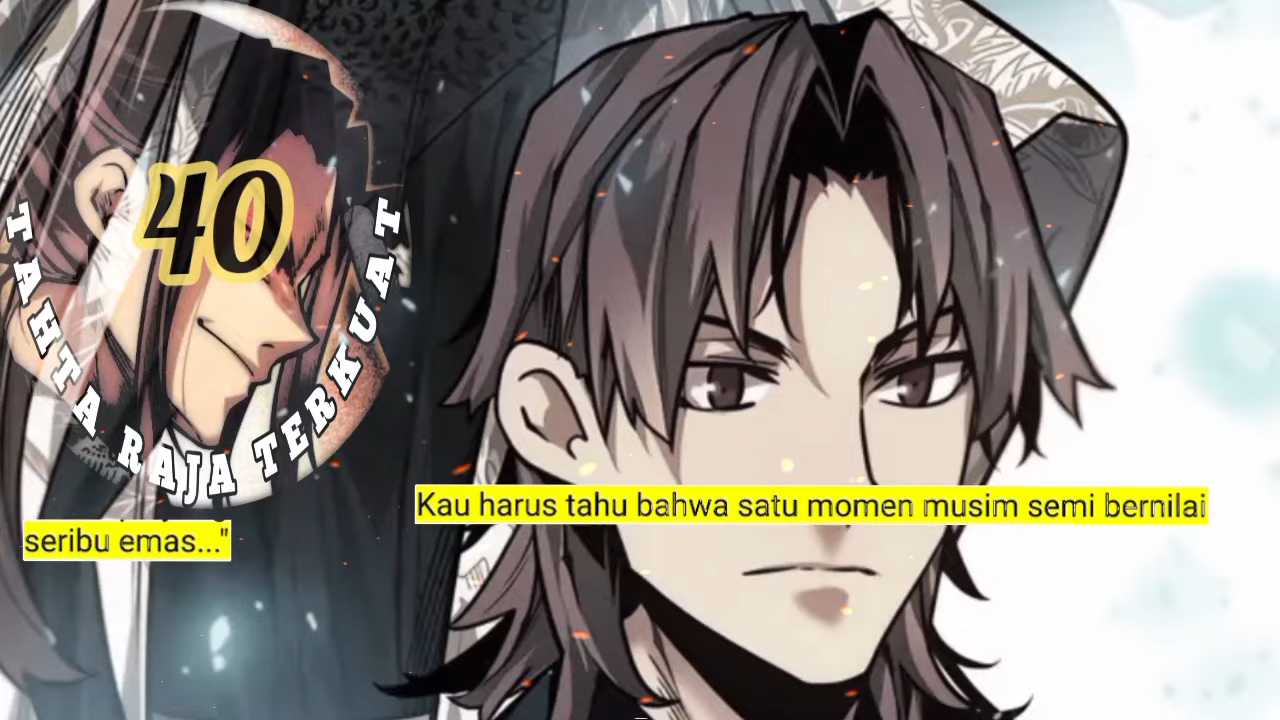 40
TAHTA RAJA TERKUAT
Kau harus tahu bahwa satu momen musim semi bernilai
seribu emas..."